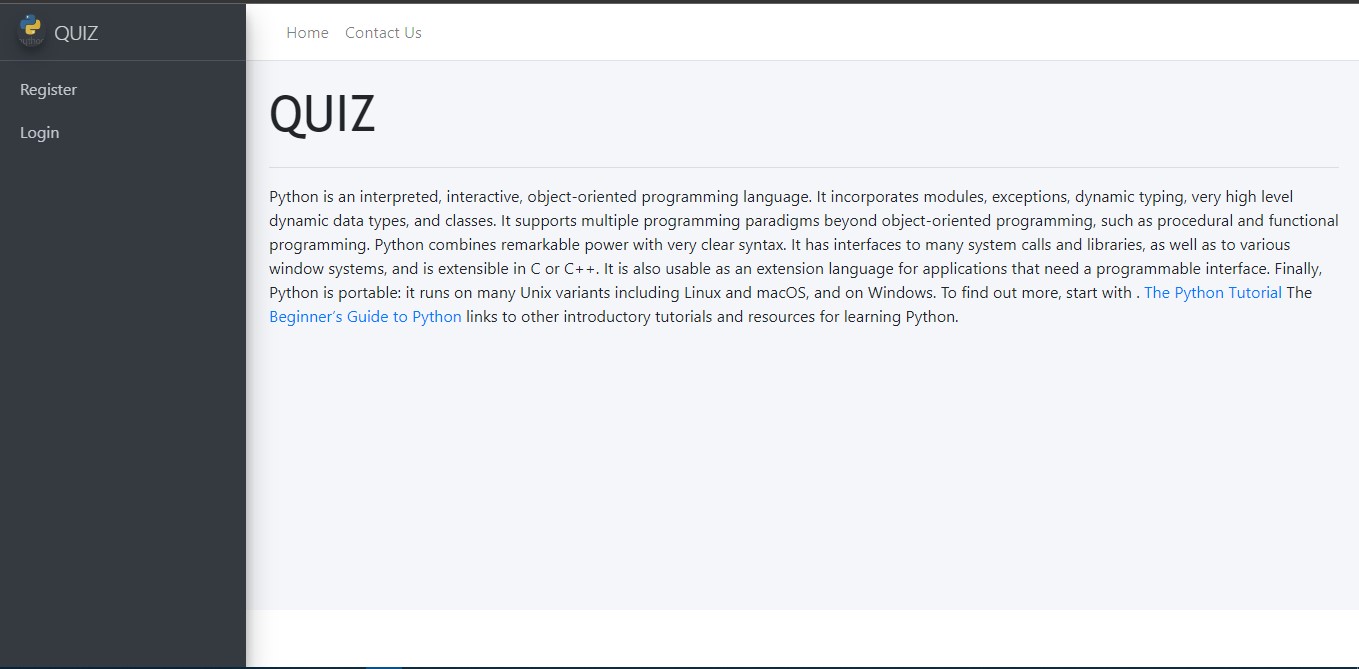 QUIZ
Home Contact Us
Register
Login
QUIZ
Python is an interpreted, interactive, object-oriented programming language. It incorporates modules, exceptions, dynamic typing, very high level
dynamic data types, and classes. It supports multiple programming paradigms beyond object-oriented programming, such as procedural and functional
programming. Python combines remarkable power with very clear syntax. It has interfaces to many system calls and libraries, as well as to various
window systems, and is extensible in C or C++. It is also usable as an extension language for applications that need a programmable interface. Finally,
Python is portable: it runs on many Unix variants including Linux and macOS, and on Windows. To find out more, start with . The Python Tutorial The
Beginner’s Guide to Python links to other introductory tutorials and resources for learning Python.